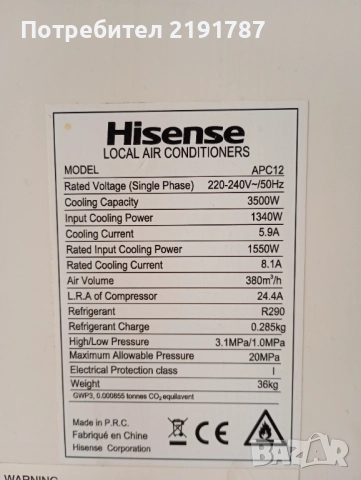 Потребител 2191787
Hisense
LOCAL AIR CONDITIONERS
MODEL APC12
Rated Voltage (Single Phase) 220-240V~/50Hz
Cooling Capacity 3500W
Input Cooling Power 1340W
Cooling Current 5.9A
Rated Input Cooling Power 1550W
Rated Cooling Current 8.1A
Air Volume 380m³/h
L.R.A of Compressor 24.4A
Refrigerant R290
Refrigerant Charge 0.285kg
High/Low Pressure 3.1MPa/1.0MPa
Maximum Allowable Pressure 20MPa
Electrical Protection class I
Weight 36kg
GWP3, 0.000855 tonnes CO₂ equilavent
Made in P.R.C.
Fabriqué en Chine
Hisense Corporation
CE
WARNING
BAZAR